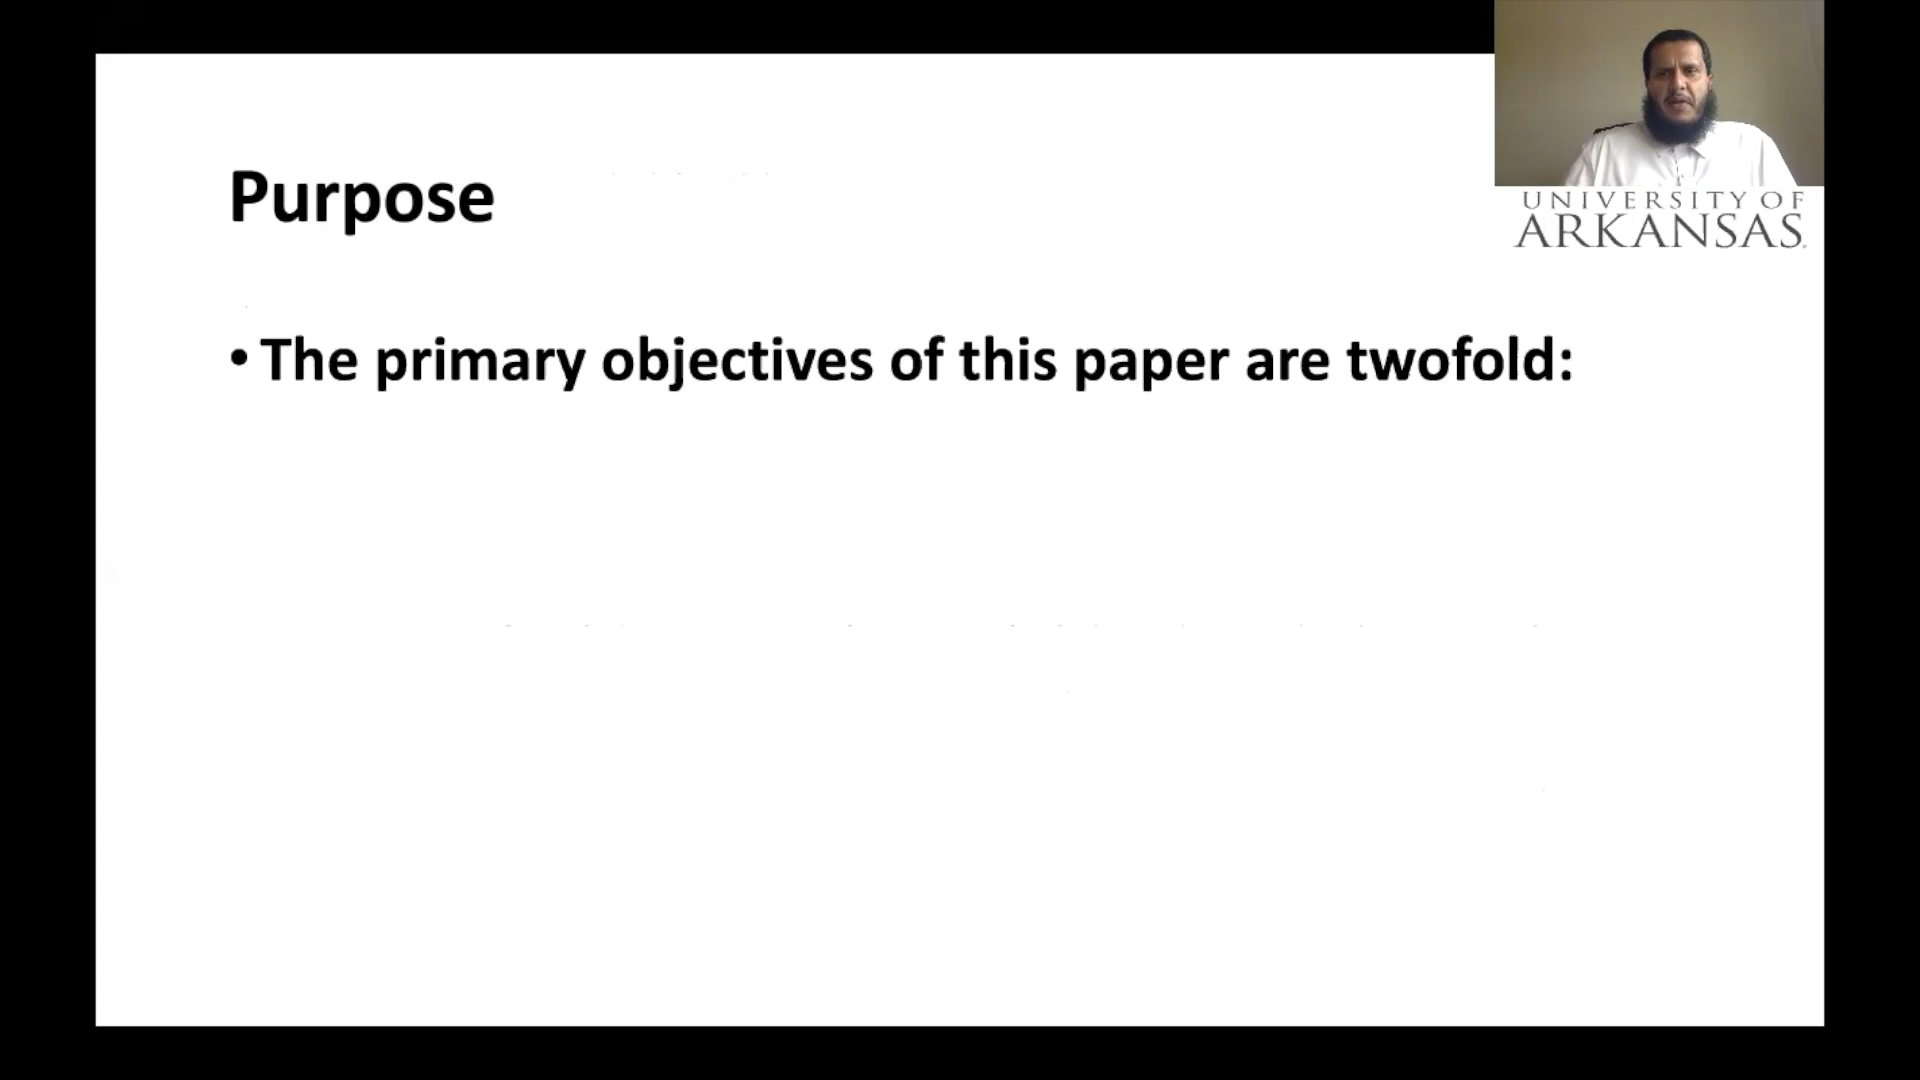 UNIVERSITY OF
ARKANSAS
Purpose
• The primary objectives of this paper are twofold: